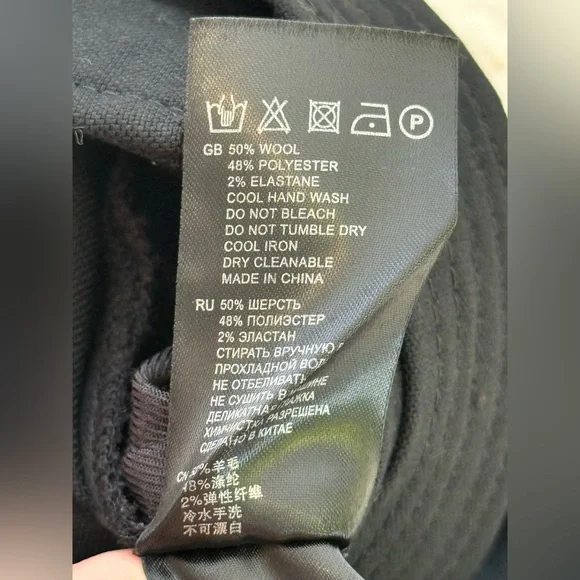 P
GB 50% WOOL
48% POLYESTER
2% ELASTANE
COOL HAND WASH
DO NOT BLEACH
DO NOT TUMBLE DRY
COOL IRON
DRY CLEANABLE
MADE IN CHINA
RU 50% ШЕРСТЬ
48% ПОЛИЭСТЕР
2% ЭЛАСТАН
СТИРАТЬ ВРУЧНУЮ
ПРОХЛАДНОЙ
НЕ ОТБЕЛИВАТЬ
НЕ СУШИТЬ В
ДЕЛИКАТНАЯ
ХИМЧИСТКА РАЗРЕШЕНА
СДЕЛАНО В КИТАЕ
CN 50%羊毛
48%涤纶
2%弹性纤维
冷水手洗
不可漂白